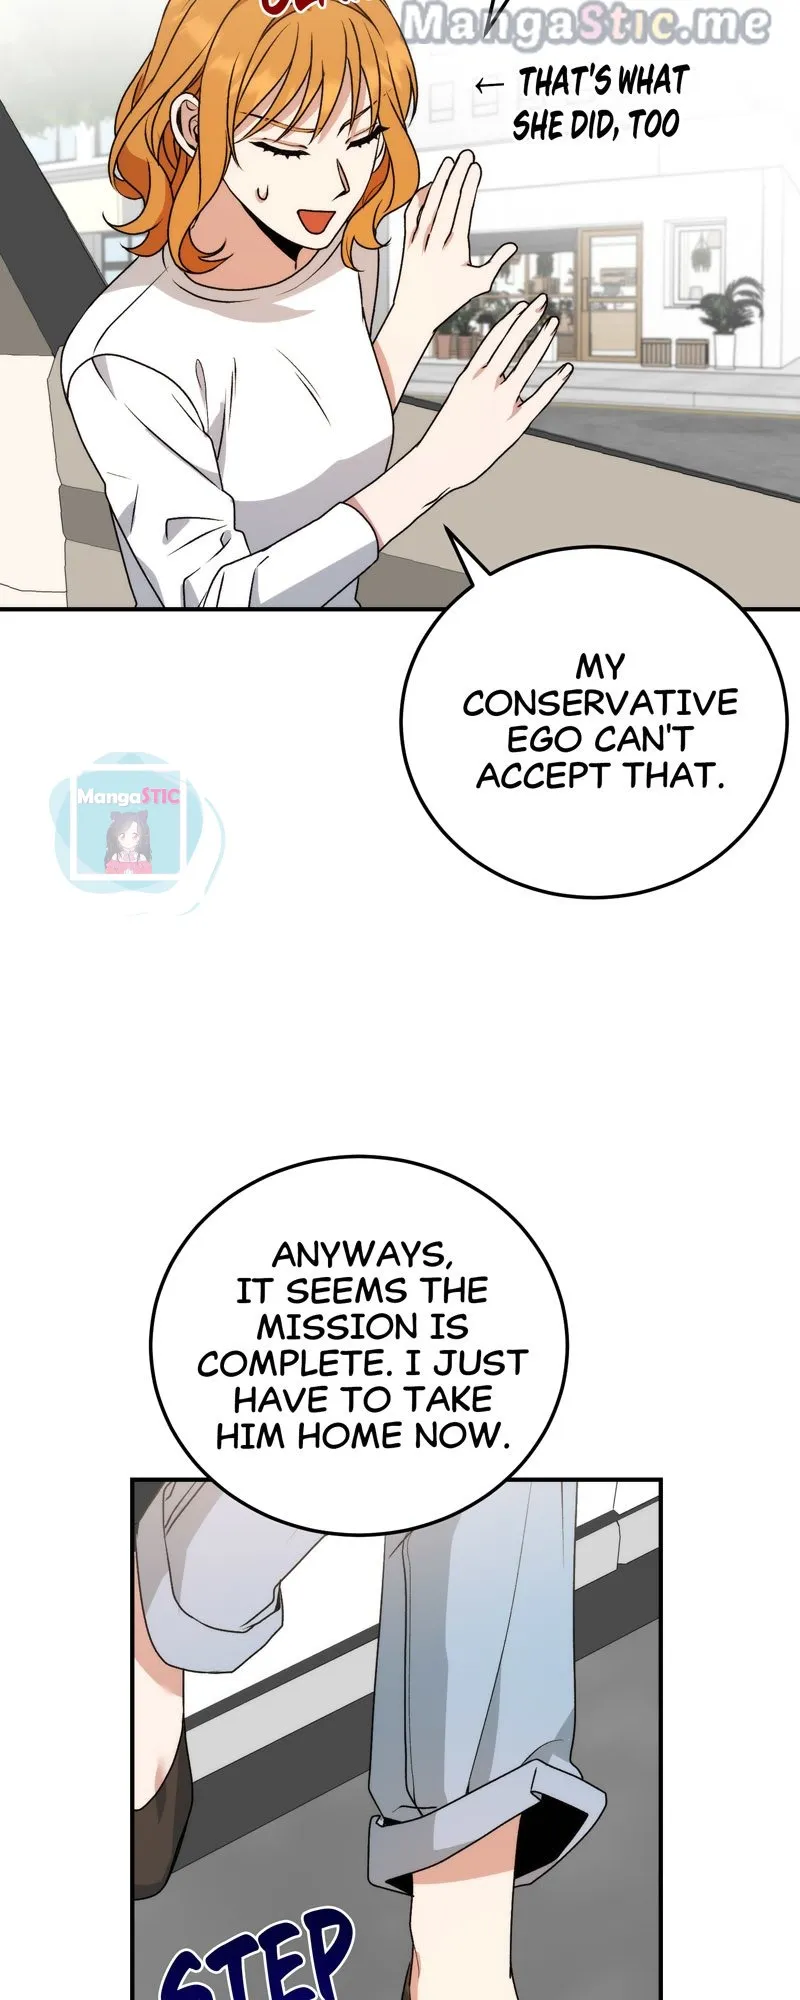 MangaStic.me
← THAT'S WHAT
SHE DID, TOO
MY
CONSERVATIVE
EGO CAN'T
ACCEPT THAT.
MangaSTIC
ANYWAYS,
IT SEEMS THE
MISSION IS
COMPLETE. I JUST
HAVE TO TAKE
HIM HOME NOW.
STEP